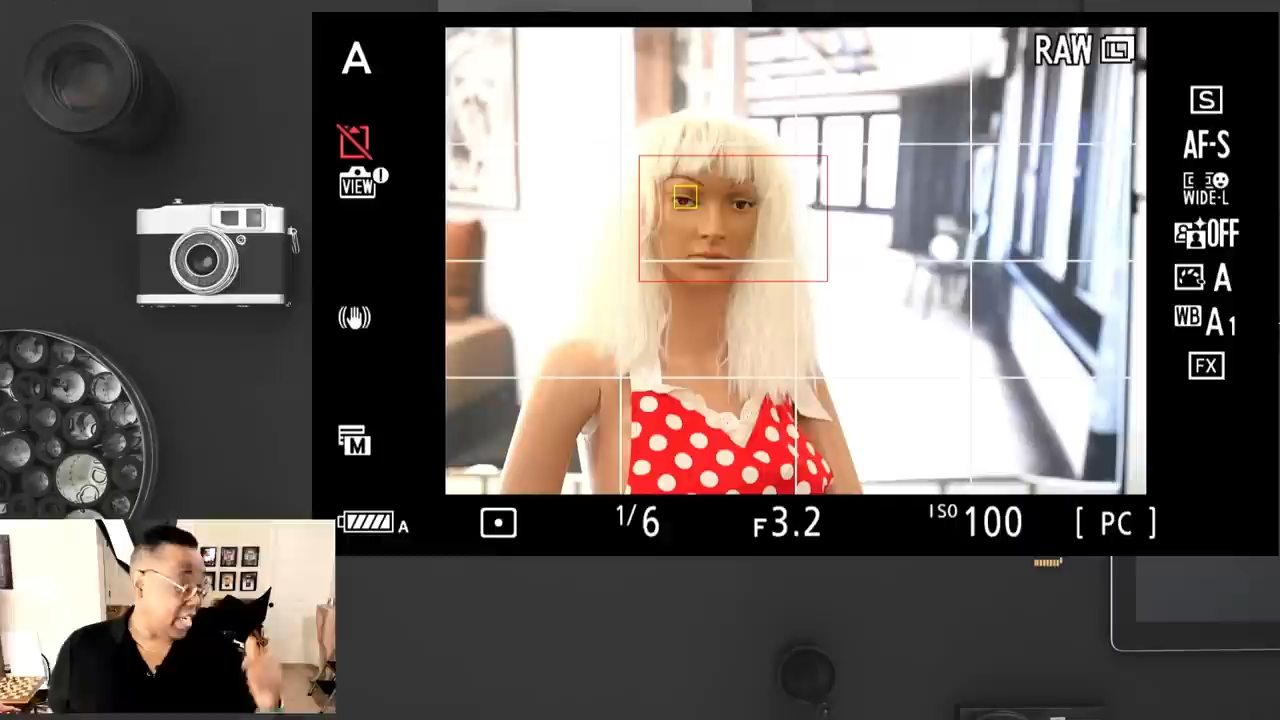 A
RAW L
VIEW !
S
AF-S
WIDE-L
OFF
A
WB A1
FX
M
A
1/6
F3.2
ISO 100
[ PC ]